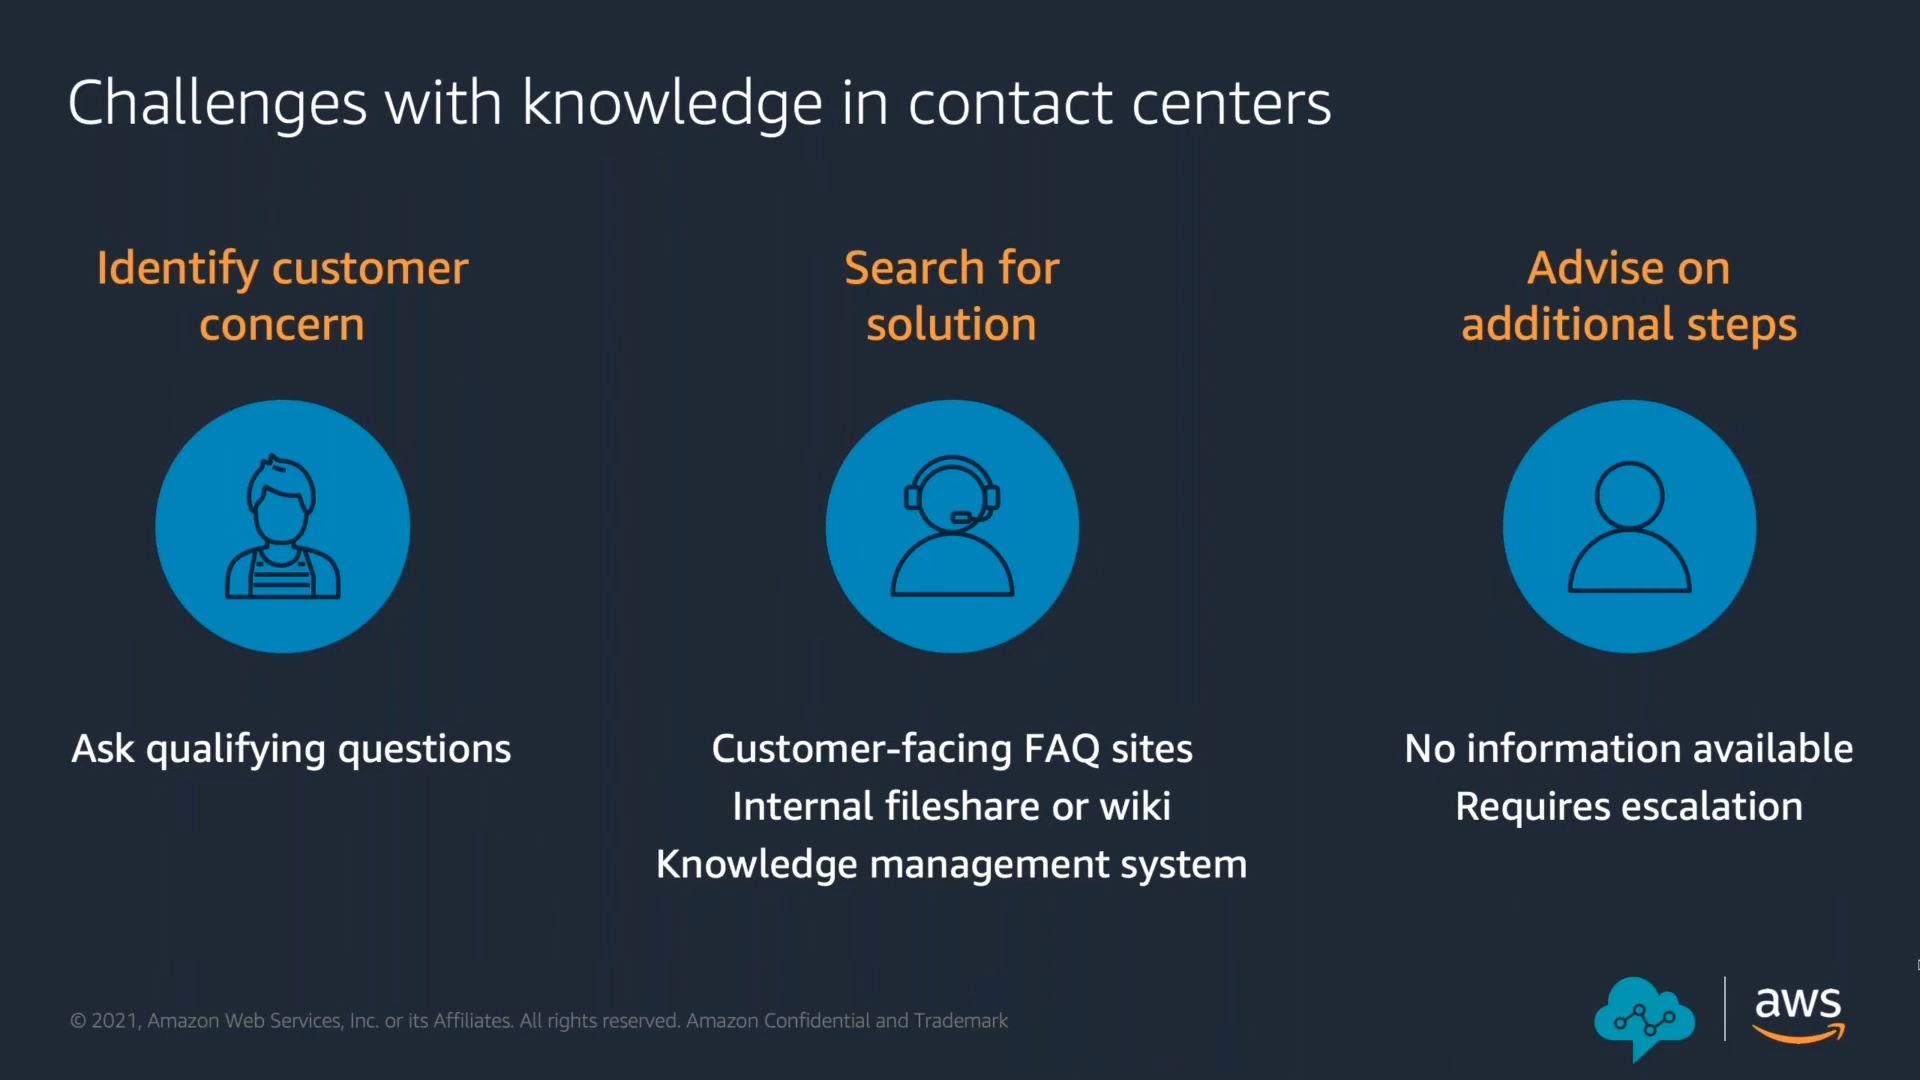 Challenges with knowledge in contact centers
Identify customer
concern
Ask qualifying questions
Search for
solution
Customer-facing FAQ sites
Internal fileshare or wiki
Knowledge management system
Advise on
additional steps
No information available
Requires escalation
© 2021, Amazon Web Services, Inc. or its Affiliates. All rights reserved. Amazon Confidential and Trademark
aws